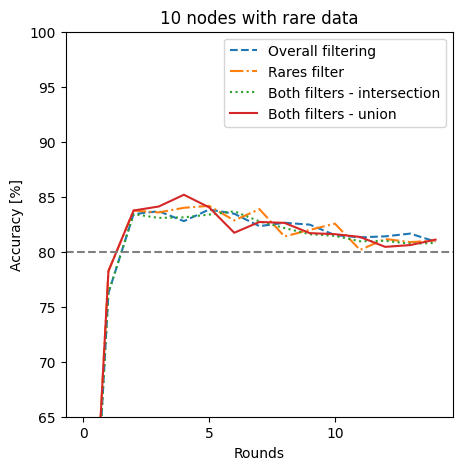 10 nodes with rare data
100
95
90
85
80
75
70
65
Accuracy [%]
Overall filtering
Rares filter
Both filters - intersection
Both filters - union
0
5
10
Rounds